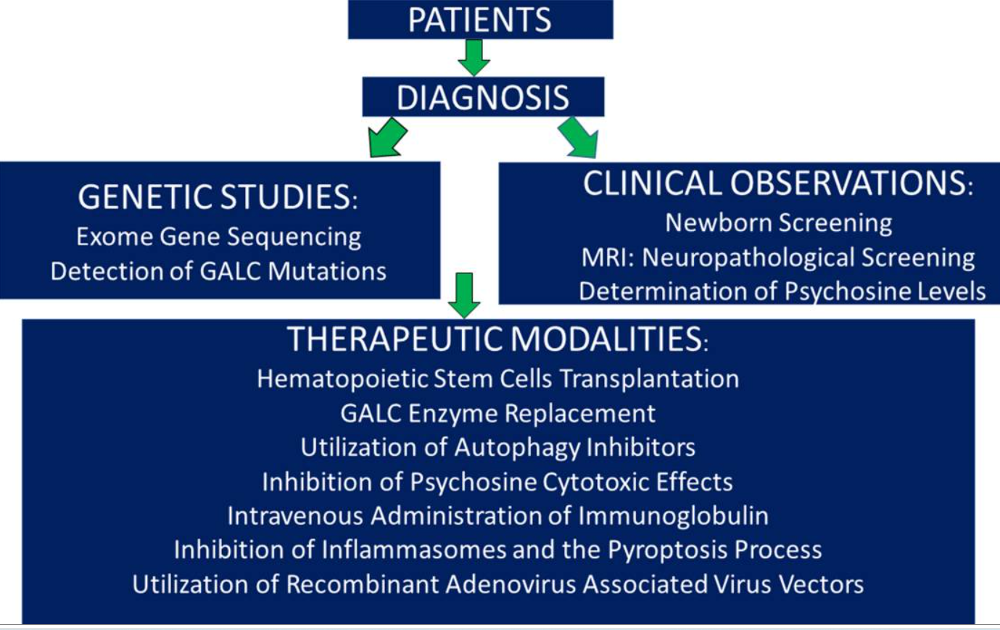 PATIENTS
DIAGNOSIS
GENETIC STUDIES:
Exome Gene Sequencing
Detection of GALC Mutations
CLINICAL OBSERVATIONS:
Newborn Screening
MRI: Neuropathological Screening
Determination of Psychosine Levels
THERAPEUTIC MODALITIES:
Hematopoietic Stem Cells Transplantation
GALC Enzyme Replacement
Utilization of Autophagy Inhibitors
Inhibition of Psychosine Cytotoxic Effects
Intravenous Administration of Immunoglobulin
Inhibition of Inflammasomes and the Pyroptosis Process
Utilization of Recombinant Adenovirus Associated Virus Vectors